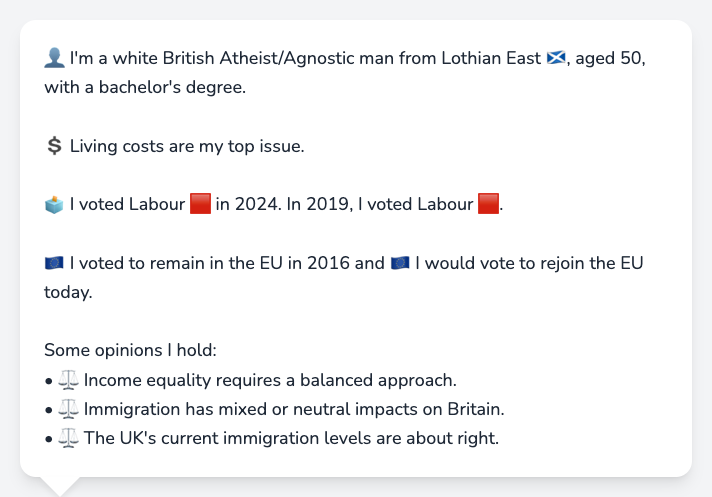 👤 I'm a white British Atheist/Agnostic man from Lothian East 🏴󠁧󠁢󠁳󠁣󠁴󠁿, aged 50,
with a bachelor's degree.
💲 Living costs are my top issue.
🗳️ I voted Labour 🟥 in 2024. In 2019, I voted Labour 🟥.
🇪🇺 I voted to remain in the EU in 2016 and 🇪🇺 I would vote to rejoin the EU
today.
Some opinions I hold:
• ⚖️ Income equality requires a balanced approach.
• ⚖️ Immigration has mixed or neutral impacts on Britain.
• ⚖️ The UK's current immigration levels are about right.